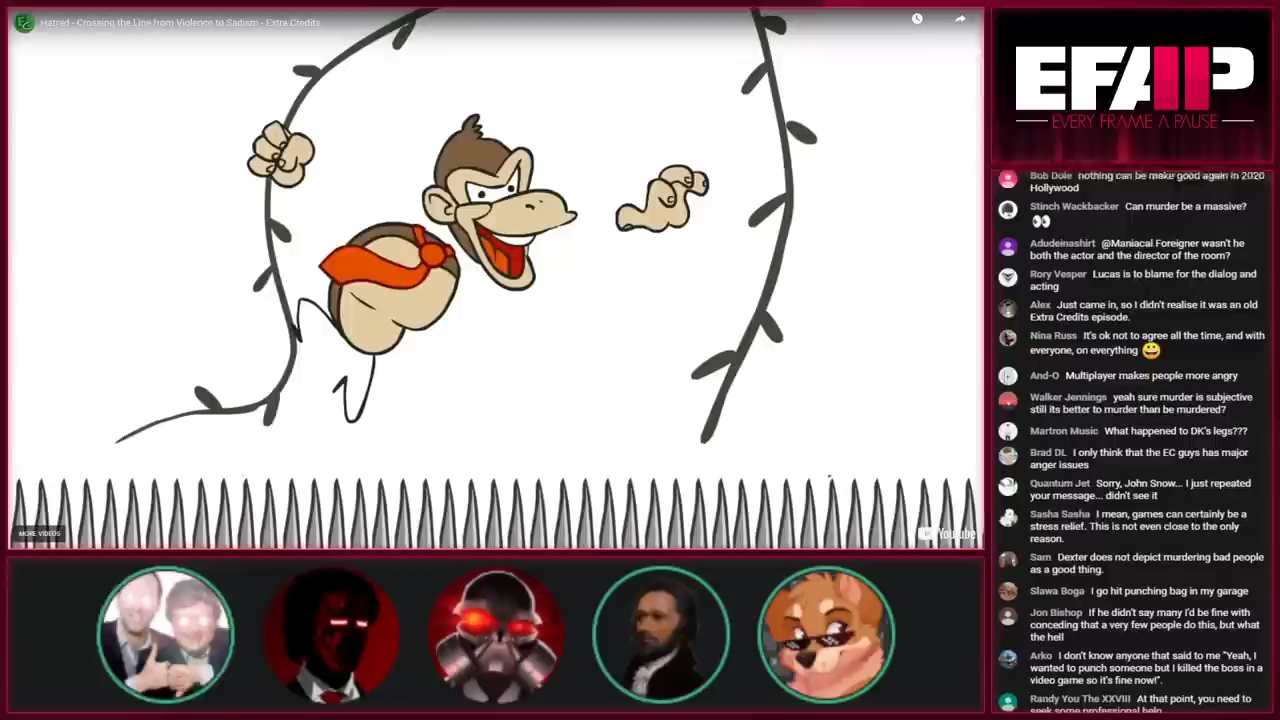 Hatred - Crossing the Line from Violence to Sadism - Extra Credits
MORE VIDEOS
YouTube
EFAP
EVERY FRAME A PAUSE
Bob Dole nothing can be make good again in 2020
Hollywood
Stinch Wackbacker Can murder be a massive?
Adudeinashirt @Maniacal Foreigner wasn't he
both the actor and the director of the room?
Rory Vesper Lucas is to blame for the dialog and
acting
Alex Just came in, so I didn't realise it was an old
Extra Credits episode.
Nina Russ It's ok not to agree all the time, and with
everyone, on everything
And-O Multiplayer makes people more angry
Walker Jennings yeah sure murder is subjective
still its better to murder than be murdered?
Martron Music What happened to DK's legs???
Brad DL I only think that the EC guys has major
anger issues
Quantum Jet Sorry, John Snow... I just repeated
your message... didn't see it
Sasha Sasha I mean, games can certainly be a
stress relief. This is not even close to the only
reason.
Sam Dexter does not depict murdering bad people
as a good thing.
Slawa Boga I go hit punching bag in my garage
Jon Bishop If he didn't say many I'd be fine with
conceding that a very few people do this, but what
the hell
Arko I don't know anyone that said to me "Yeah, I
wanted to punch someone but I killed the boss in a
video game so it's fine now!".
Randy You The XXVIII At that point, you need to
seek some professional help